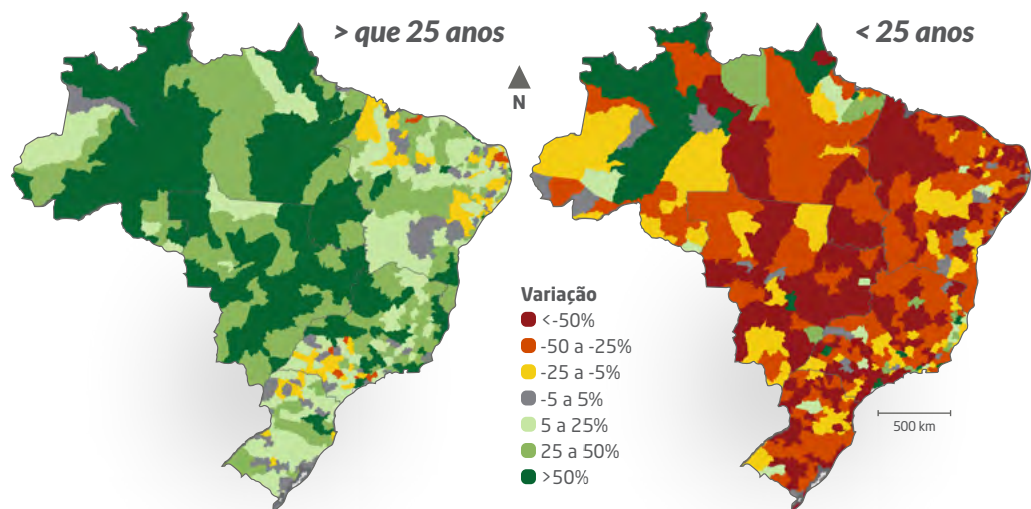 > que 25 anos
< 25 anos
N
Variação
<-50%
-50 a -25%
-25 a -5%
-5 a 5%
5 a 25%
25 a 50%
>50%
500 km